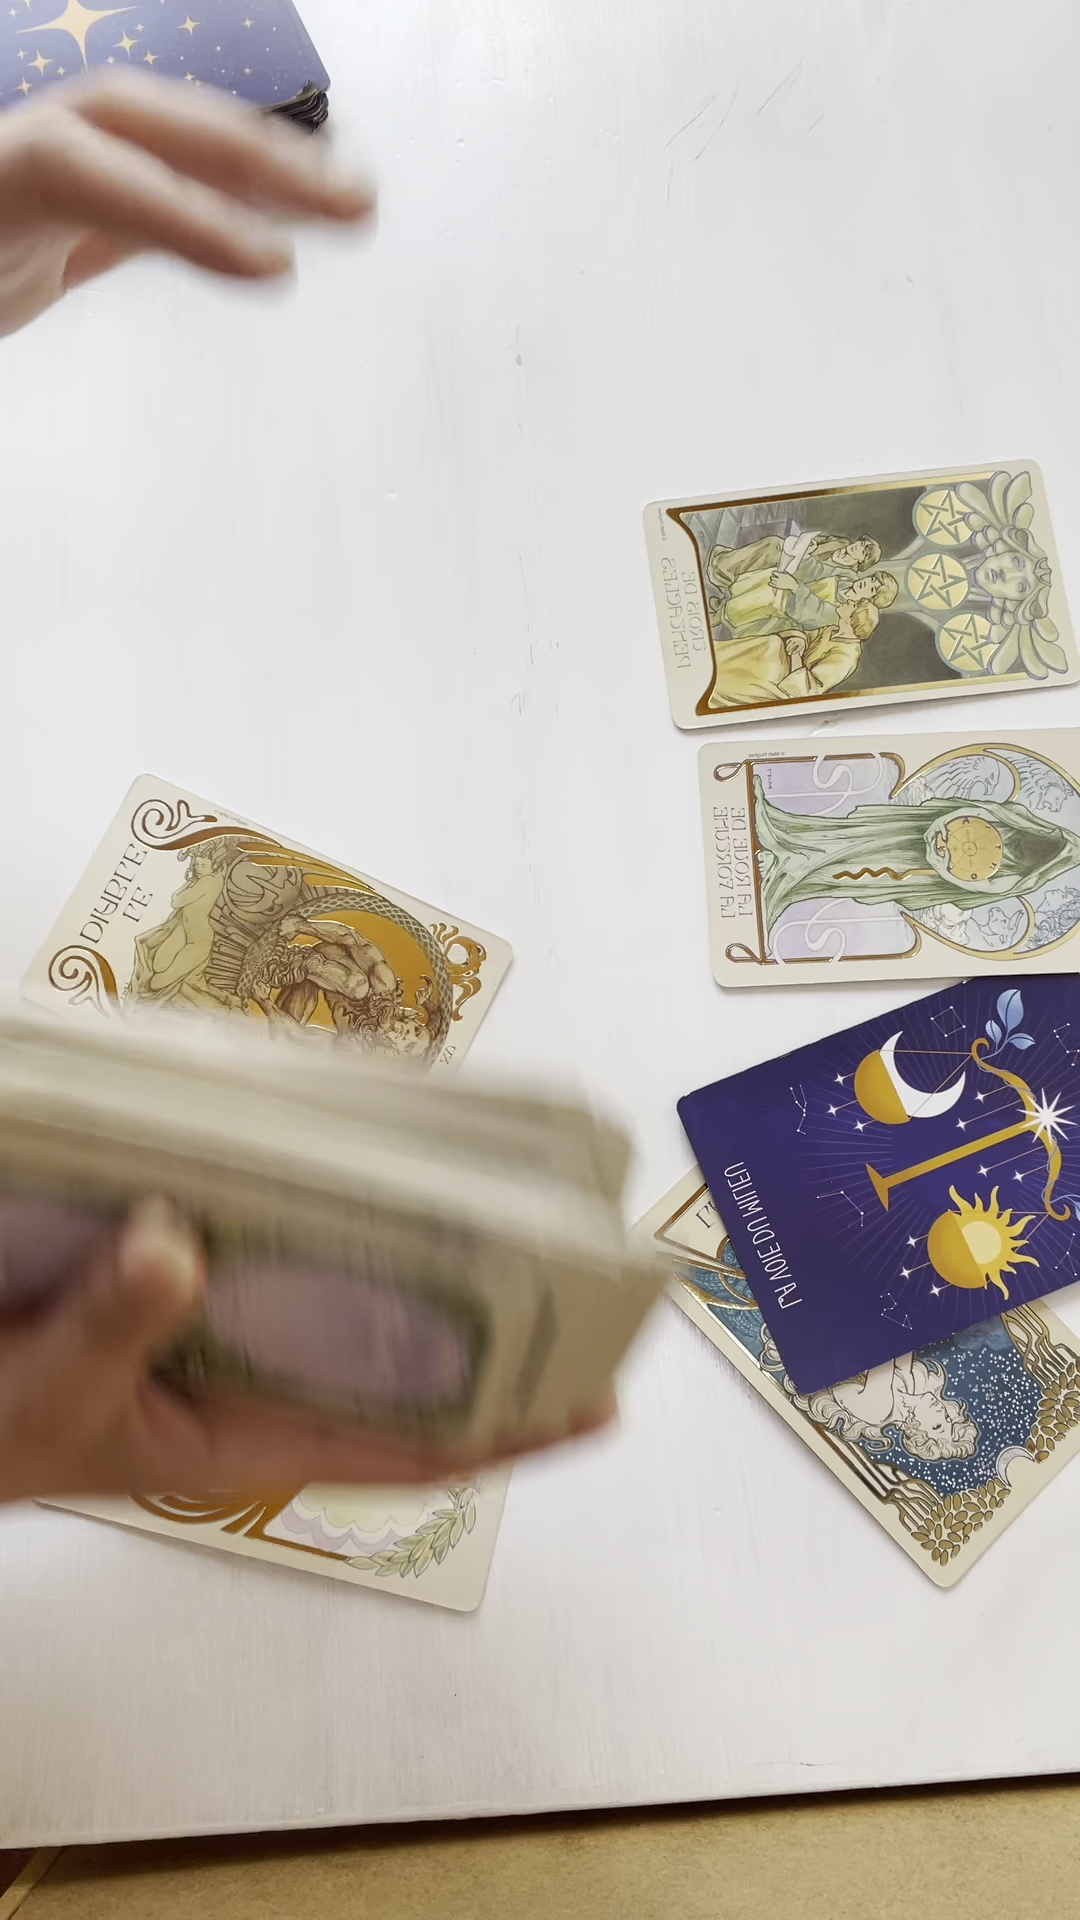 TROIS DE
PENTACLES
LA ROUE DE
LA FORTUNE
LE
DIABLE
XV
LA VOIE DU MILIEU